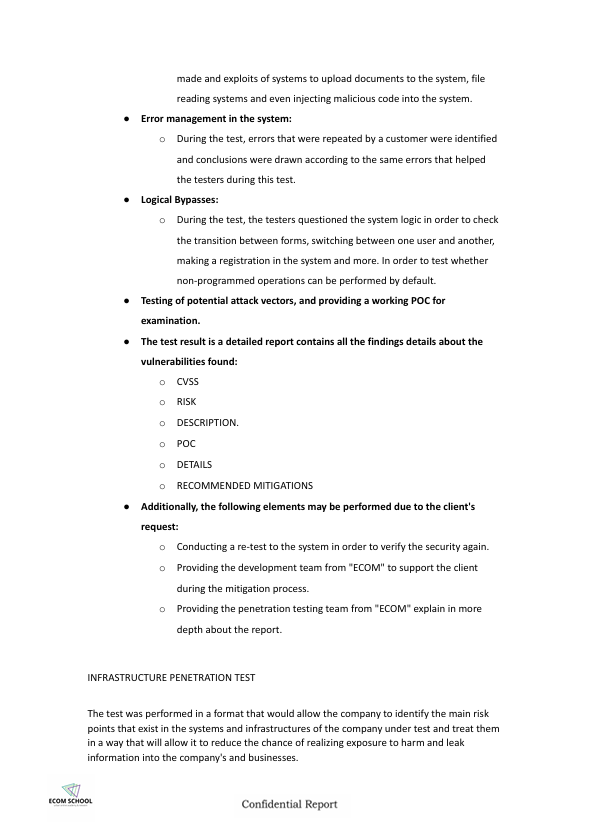 made and exploits of systems to upload documents to the system, file
reading systems and even injecting malicious code into the system.
● Error management in the system:
○ During the test, errors that were repeated by a customer were identified
and conclusions were drawn according to the same errors that helped
the testers during this test.
● Logical Bypasses:
○ During the test, the testers questioned the system logic in order to check
the transition between forms, switching between one user and another,
making a registration in the system and more. In order to test whether
non-programmed operations can be performed by default.
● Testing of potential attack vectors, and providing a working POC for
examination.
● The test result is a detailed report contains all the findings details about the
vulnerabilities found:
○ CVSS
○ RISK
○ DESCRIPTION.
○ POC
○ DETAILS
○ RECOMMENDED MITIGATIONS
● Additionally, the following elements may be performed due to the client's
request:
○ Conducting a re-test to the system in order to verify the security again.
○ Providing the development team from "ECOM" to support the client
during the mitigation process.
○ Providing the penetration testing team from "ECOM" explain in more
depth about the report.
INFRASTRUCTURE PENETRATION TEST
The test was performed in a format that would allow the company to identify the main risk
points that exist in the systems and infrastructures of the company under test and treat them
in a way that will allow it to reduce the chance of realizing exposure to harm and leak
information into the company's and businesses.
ECOM SCHOOL
Confidential Report